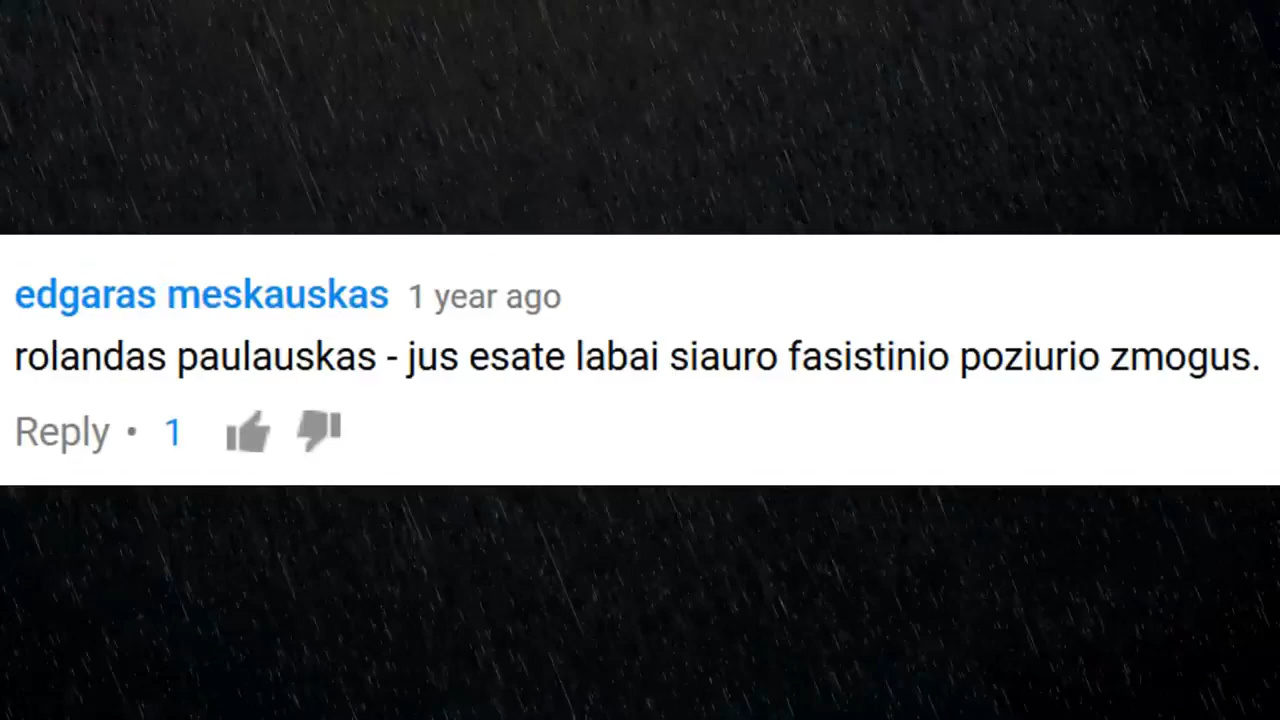 edgaras meskauskas 1 year ago
rolandas paulauskas - jus esate labai siauro fasistinio poziurio zmogus.
Reply • 1